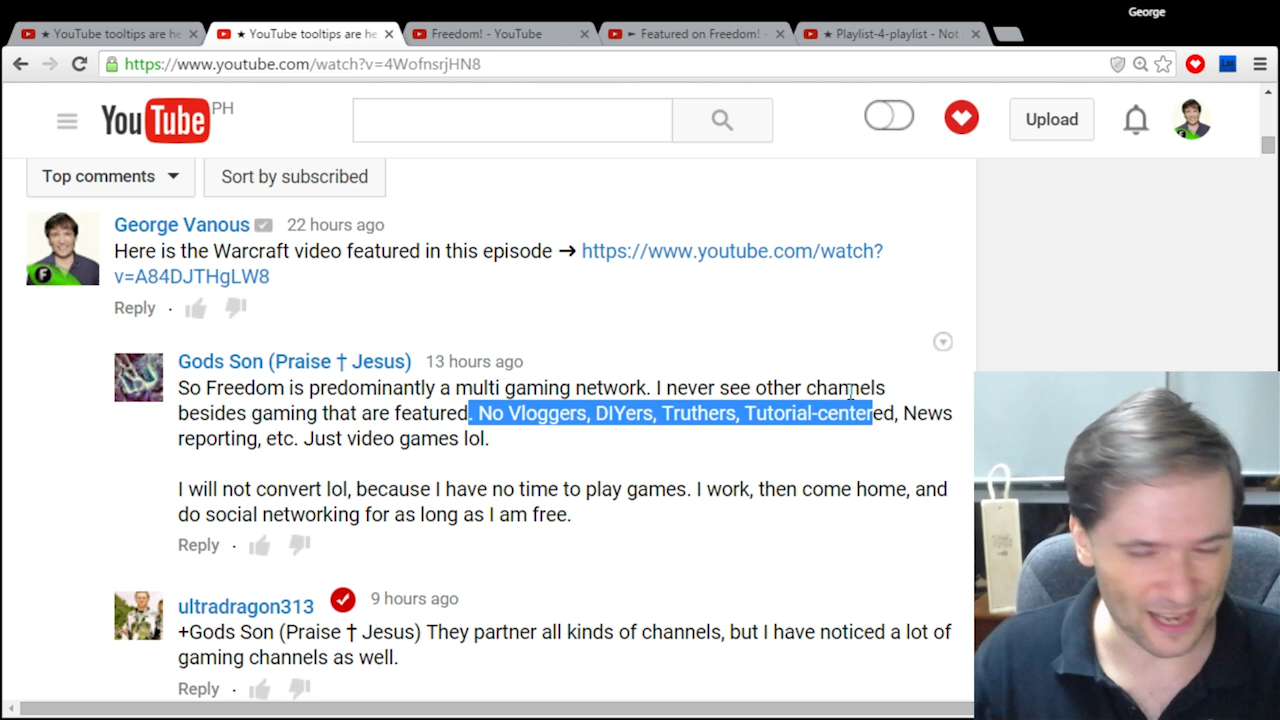 George
★ YouTube tooltips are he
★ YouTube tooltips are he
Freedom! - YouTube
► Featured on Freedom! -
★ Playlist-4-playlist - Not
https://www.youtube.com/watch?v=4WofnsrjHN8
YouTube PH
Upload
Top comments
Sort by subscribed
George Vanous 22 hours ago
Here is the Warcraft video featured in this episode ➜ https://www.youtube.com/watch?
v=A84DJTHgLW8
Reply ·
Gods Son (Praise † Jesus) 13 hours ago
So Freedom is predominantly a multi gaming network. I never see other channels
besides gaming that are featured. No Vloggers, DIYers, Truthers, Tutorial-centered, News
reporting, etc. Just video games lol.
I will not convert lol, because I have no time to play games. I work, then come home, and
do social networking for as long as I am free.
Reply ·
ultradragon313 9 hours ago
+Gods Son (Praise † Jesus) They partner all kinds of channels, but I have noticed a lot of
gaming channels as well.
Reply ·